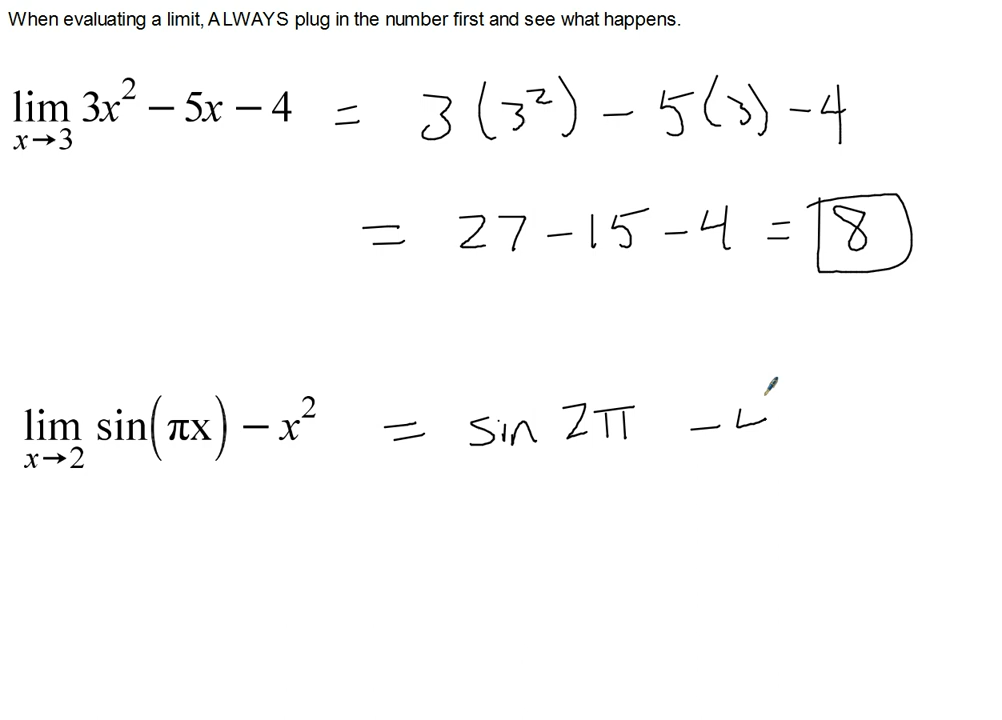 When evaluating a limit, ALWAYS plug in the number first and see what happens.
lim x→3 3x² − 5x − 4 = 3(3²) − 5(3) − 4
= 27 − 15 − 4 = 8
lim x→2 sin(πx) − x² = sin 2π −